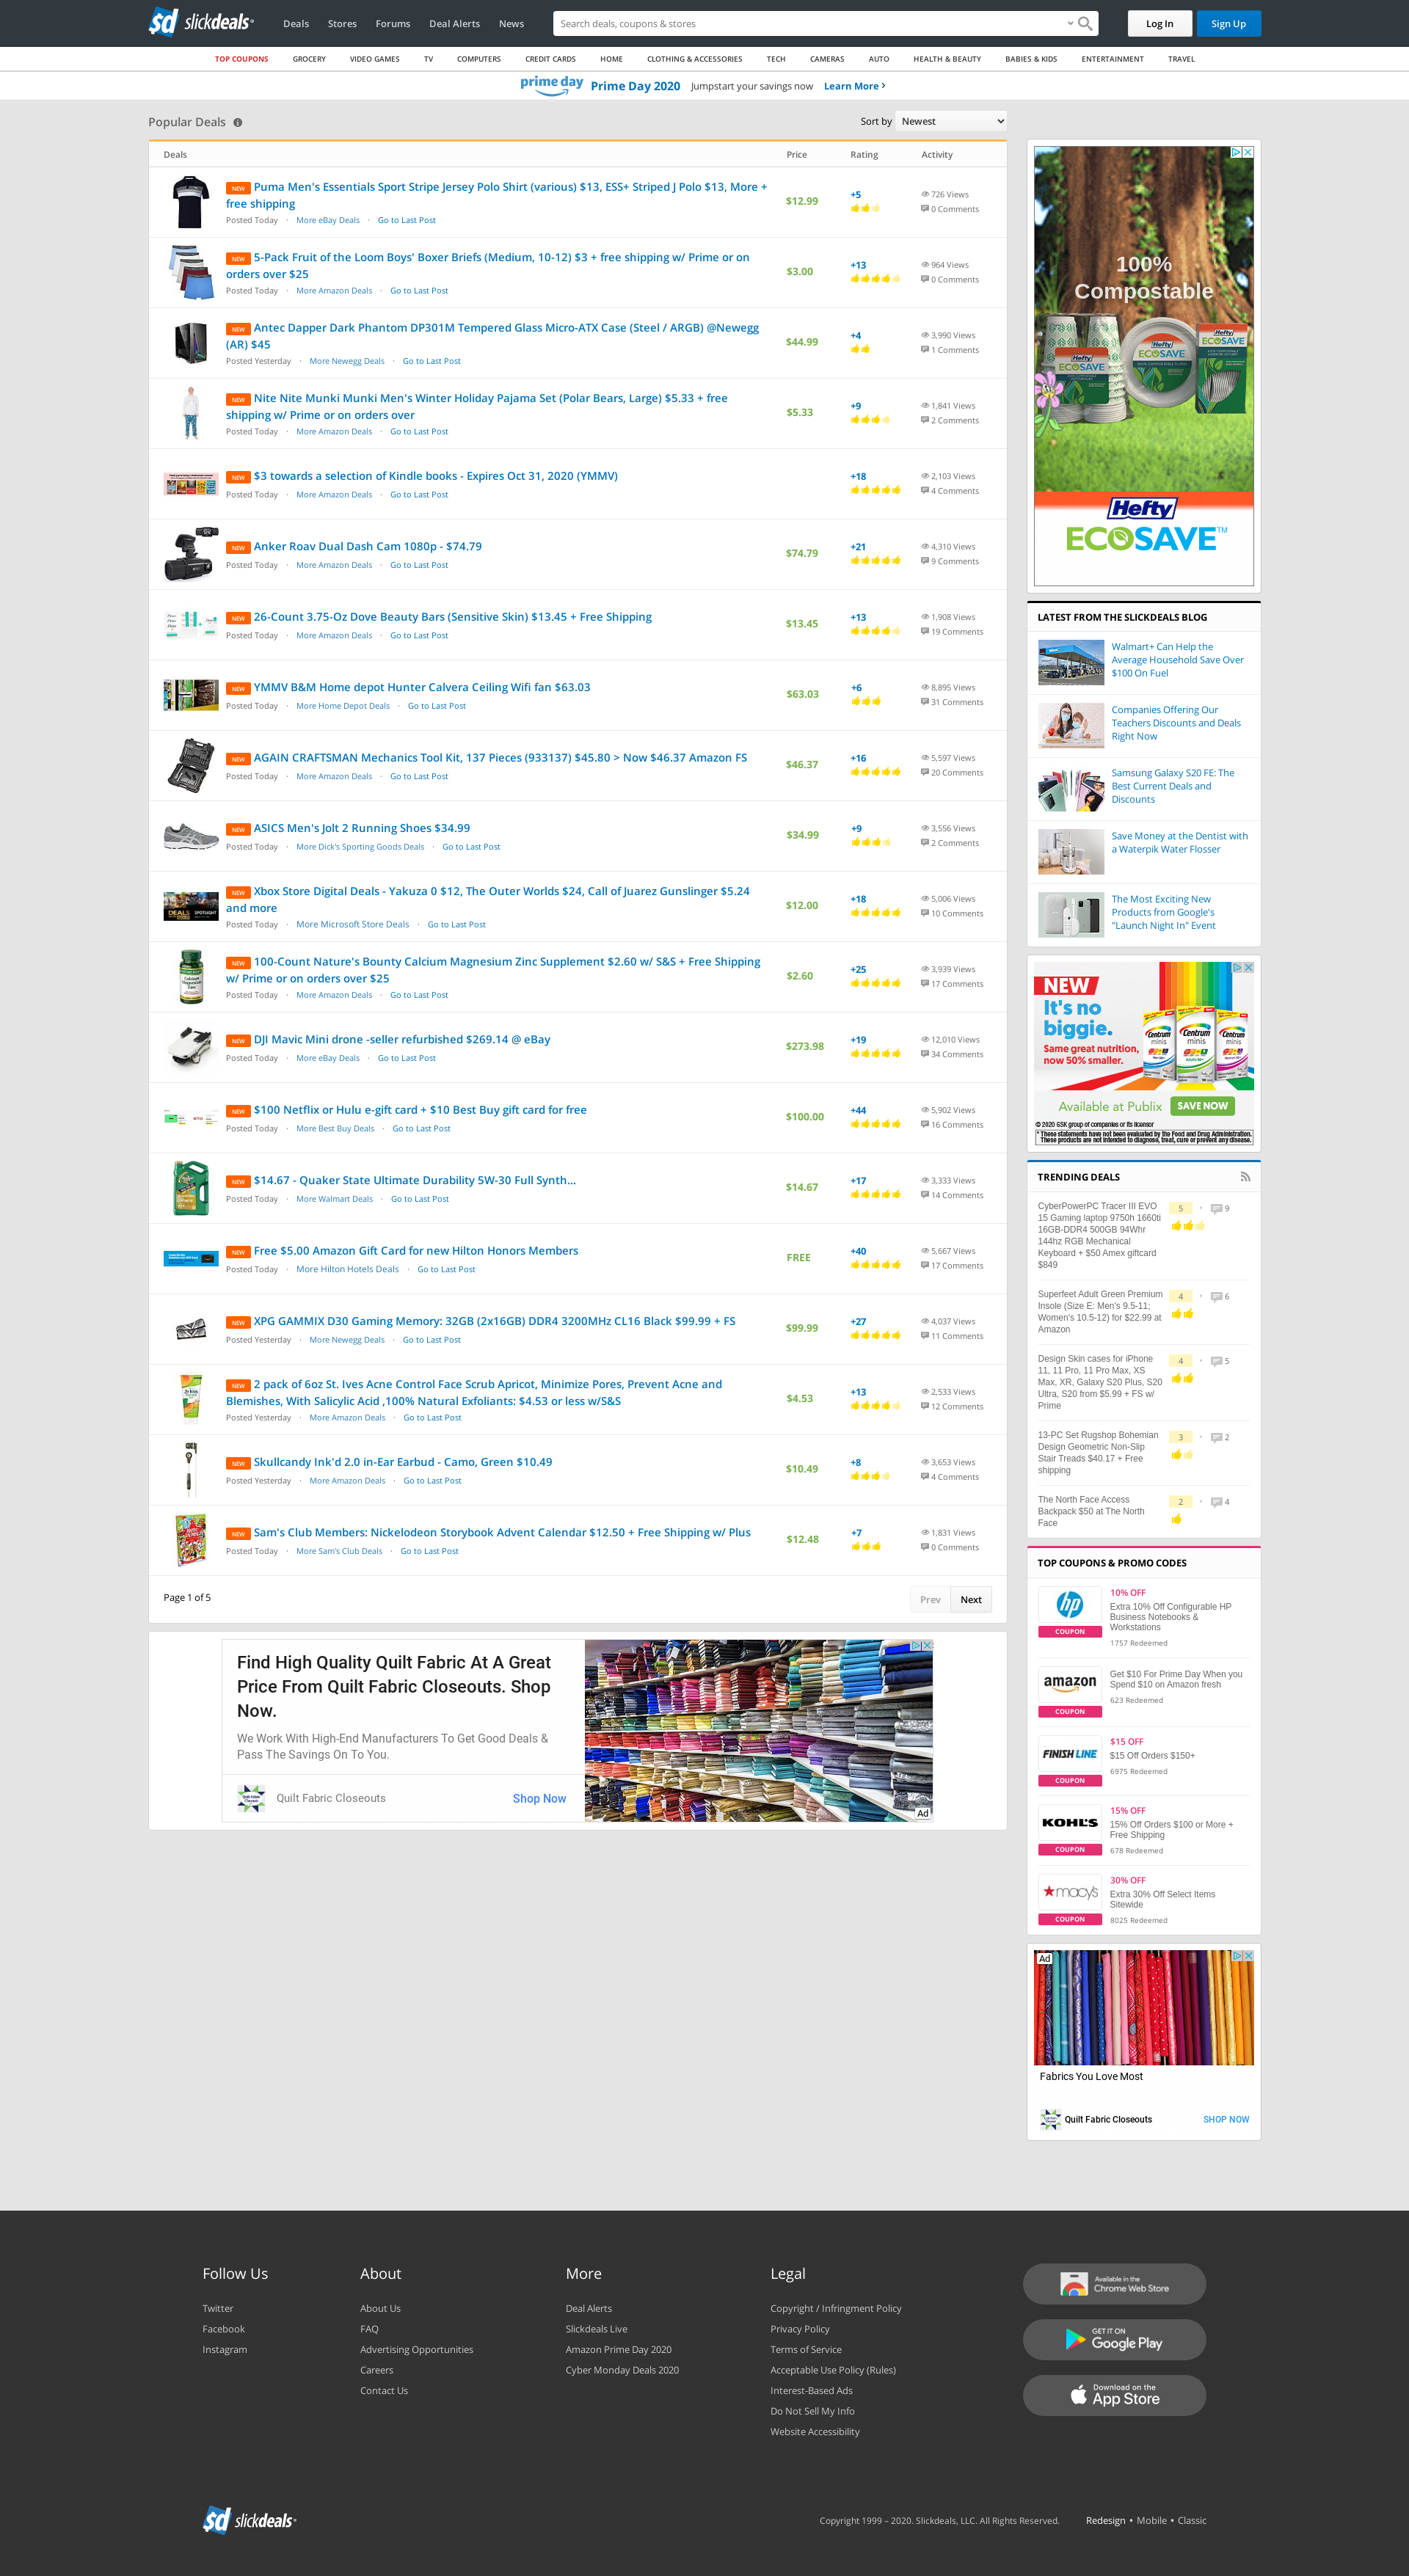 sd slickdeals
Deals
Stores
Forums
Deal Alerts
News
Search deals, coupons & stores
Log In
Sign Up
TOP COUPONS
GROCERY
VIDEO GAMES
TV
COMPUTERS
CREDIT CARDS
HOME
CLOTHING & ACCESSORIES
TECH
CAMERAS
AUTO
HEALTH & BEAUTY
BABIES & KIDS
ENTERTAINMENT
TRAVEL
prime day Prime Day 2020 Jumpstart your savings now Learn More ›
Popular Deals
Sort by Newest
Deals Price Rating Activity
NEW Puma Men's Essentials Sport Stripe Jersey Polo Shirt (various) $13, ESS+ Striped J Polo $13, More +
free shipping
Posted Today · More eBay Deals · Go to Last Post
$12.99
+5
726 Views
0 Comments
NEW 5-Pack Fruit of the Loom Boys' Boxer Briefs (Medium, 10-12) $3 + free shipping w/ Prime or on
orders over $25
Posted Today · More Amazon Deals · Go to Last Post
$3.00
+13
964 Views
0 Comments
NEW Antec Dapper Dark Phantom DP301M Tempered Glass Micro-ATX Case (Steel / ARGB) @Newegg
(AR) $45
Posted Yesterday · More Newegg Deals · Go to Last Post
$44.99
+4
3,990 Views
1 Comments
NEW Nite Nite Munki Munki Men's Winter Holiday Pajama Set (Polar Bears, Large) $5.33 + free
shipping w/ Prime or on orders over
Posted Today · More Amazon Deals · Go to Last Post
$5.33
+9
1,841 Views
2 Comments
NEW $3 towards a selection of Kindle books - Expires Oct 31, 2020 (YMMV)
Posted Today · More Amazon Deals · Go to Last Post
+18
2,103 Views
4 Comments
NEW Anker Roav Dual Dash Cam 1080p - $74.79
Posted Today · More Amazon Deals · Go to Last Post
$74.79
+21
4,310 Views
9 Comments
NEW 26-Count 3.75-Oz Dove Beauty Bars (Sensitive Skin) $13.45 + Free Shipping
Posted Today · More Amazon Deals · Go to Last Post
$13.45
+13
1,908 Views
19 Comments
NEW YMMV B&M Home depot Hunter Calvera Ceiling Wifi fan $63.03
Posted Today · More Home Depot Deals · Go to Last Post
$63.03
+6
8,895 Views
31 Comments
NEW AGAIN CRAFTSMAN Mechanics Tool Kit, 137 Pieces (933137) $45.80 > Now $46.37 Amazon FS
Posted Today · More Amazon Deals · Go to Last Post
$46.37
+16
5,597 Views
20 Comments
NEW ASICS Men's Jolt 2 Running Shoes $34.99
Posted Today · More Dick's Sporting Goods Deals · Go to Last Post
$34.99
+9
3,556 Views
2 Comments
NEW Xbox Store Digital Deals - Yakuza 0 $12, The Outer Worlds $24, Call of Juarez Gunslinger $5.24
and more
Posted Today · More Microsoft Store Deals · Go to Last Post
$12.00
+18
5,006 Views
10 Comments
NEW 100-Count Nature's Bounty Calcium Magnesium Zinc Supplement $2.60 w/ S&S + Free Shipping
w/ Prime or on orders over $25
Posted Today · More Amazon Deals · Go to Last Post
$2.60
+25
3,939 Views
17 Comments
NEW DJI Mavic Mini drone -seller refurbished $269.14 @ eBay
Posted Today · More eBay Deals · Go to Last Post
$273.98
+19
12,010 Views
34 Comments
NEW $100 Netflix or Hulu e-gift card + $10 Best Buy gift card for free
Posted Today · More Best Buy Deals · Go to Last Post
$100.00
+44
5,902 Views
16 Comments
NEW $14.67 - Quaker State Ultimate Durability 5W-30 Full Synth...
Posted Today · More Walmart Deals · Go to Last Post
$14.67
+17
3,333 Views
14 Comments
NEW Free $5.00 Amazon Gift Card for new Hilton Honors Members
Posted Today · More Hilton Hotels Deals · Go to Last Post
FREE
+40
5,667 Views
17 Comments
NEW XPG GAMMIX D30 Gaming Memory: 32GB (2x16GB) DDR4 3200MHz CL16 Black $99.99 + FS
Posted Yesterday · More Newegg Deals · Go to Last Post
$99.99
+27
4,037 Views
11 Comments
NEW 2 pack of 6oz St. Ives Acne Control Face Scrub Apricot, Minimize Pores, Prevent Acne and
Blemishes, With Salicylic Acid ,100% Natural Exfoliants: $4.53 or less w/S&S
Posted Yesterday · More Amazon Deals · Go to Last Post
$4.53
+13
2,533 Views
12 Comments
NEW Skullcandy Ink'd 2.0 in-Ear Earbud - Camo, Green $10.49
Posted Yesterday · More Amazon Deals · Go to Last Post
$10.49
+8
3,653 Views
4 Comments
NEW Sam's Club Members: Nickelodeon Storybook Advent Calendar $12.50 + Free Shipping w/ Plus
Posted Today · More Sam's Club Deals · Go to Last Post
$12.48
+7
1,831 Views
0 Comments
Page 1 of 5
Prev Next
Find High Quality Quilt Fabric At A Great
Price From Quilt Fabric Closeouts. Shop
Now.
We Work With High-End Manufacturers To Get Good Deals &
Pass The Savings On To You.
Quilt Fabric Closeouts
Shop Now
Ad
100%
Compostable
Hefty
ECOSAVE
Hefty
ECOSAVE
Hefty
ECOSAVE
Hefty
ECOSAVE™
LATEST FROM THE SLICKDEALS BLOG
Walmart+ Can Help the
Average Household Save Over
$100 On Fuel
Companies Offering Our
Teachers Discounts and Deals
Right Now
Samsung Galaxy S20 FE: The
Best Current Deals and
Discounts
Save Money at the Dentist with
a Waterpik Water Flosser
The Most Exciting New
Products from Google's
"Launch Night In" Event
NEW
It's no
biggie.
Same great nutrition,
now 50% smaller.
Centrum
minis
Centrum
minis
Centrum
minis
Available at Publix
SAVE NOW
© 2020 GSK group of companies or its licensor
* These statements have not been evaluated by the Food and Drug Administration.
These products are not intended to diagnose, treat, cure or prevent any disease.
TRENDING DEALS
CyberPowerPC Tracer III EVO
15 Gaming laptop 9750h 1660ti
16GB-DDR4 500GB 94Whr
144hz RGB Mechanical
Keyboard + $50 Amex giftcard
$849
5 · 9
Superfeet Adult Green Premium
Insole (Size E: Men's 9.5-11;
Women's 10.5-12) for $22.99 at
Amazon
4 · 6
Design Skin cases for iPhone
11, 11 Pro, 11 Pro Max, XS
Max, XR, Galaxy S20 Plus, S20
Ultra, S20 from $5.99 + FS w/
Prime
4 · 5
13-PC Set Rugshop Bohemian
Design Geometric Non-Slip
Stair Treads $40.17 + Free
shipping
3 · 2
The North Face Access
Backpack $50 at The North
Face
2 · 4
TOP COUPONS & PROMO CODES
hp
COUPON
10% OFF
Extra 10% Off Configurable HP
Business Notebooks &
Workstations
1757 Redeemed
amazon
COUPON
Get $10 For Prime Day When you
Spend $10 on Amazon fresh
623 Redeemed
FINISH LINE
COUPON
$15 OFF
$15 Off Orders $150+
6975 Redeemed
KOHL'S
COUPON
15% OFF
15% Off Orders $100 or More +
Free Shipping
678 Redeemed
macy's
COUPON
30% OFF
Extra 30% Off Select Items
Sitewide
8025 Redeemed
Ad
Fabrics You Love Most
Quilt Fabric Closeouts
SHOP NOW
Follow Us
Twitter
Facebook
Instagram
About
About Us
FAQ
Advertising Opportunities
Careers
Contact Us
More
Deal Alerts
Slickdeals Live
Amazon Prime Day 2020
Cyber Monday Deals 2020
Legal
Copyright / Infringment Policy
Privacy Policy
Terms of Service
Acceptable Use Policy (Rules)
Interest-Based Ads
Do Not Sell My Info
Website Accessibility
Available in the
Chrome Web Store
GET IT ON
Google Play
Download on the
App Store
sd slickdeals
Copyright 1999 – 2020. Slickdeals, LLC. All Rights Reserved.
Redesign • Mobile • Classic